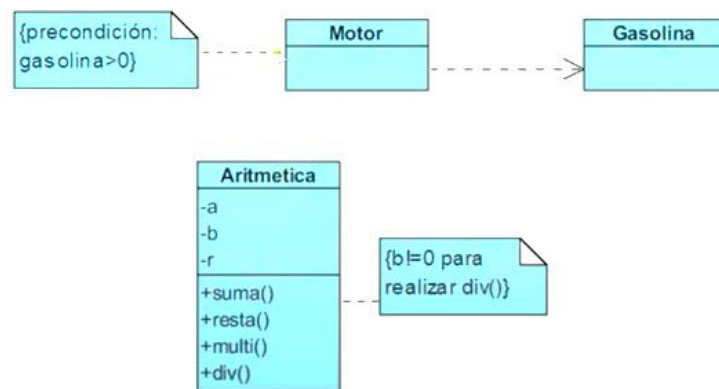 {precondición:
gasolina>0}
Motor
Gasolina
Aritmetica
-a
-b
-r
+suma()
+resta()
+multi()
+div()
{b!=0 para
realizar div()}